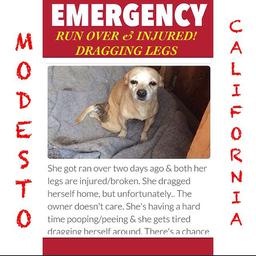 EMERGENCY
RUN OVER & INJURED!
DRAGGING LEGS
MODESTO
CALIFORNIA
She got ran over two days ago & both her
legs are injured/broken. She dragged
herself home, but unfortunately.. The
owner doesn't care. She's having a hard
time pooping/peeing & she gets tired
dragging herself around. There's a chance